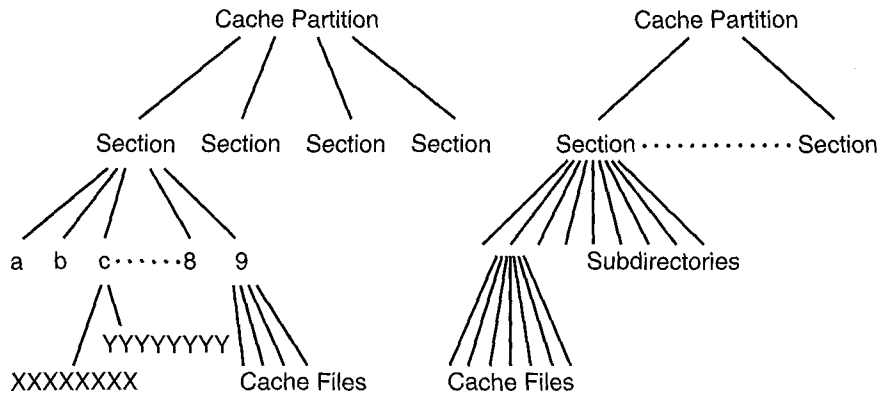 Cache Partition Cache Partition
Section Section Section Section Section Section
a b c 8 9 Subdirectories
YYYYYYYY
XXXXXXXX Cache Files Cache Files